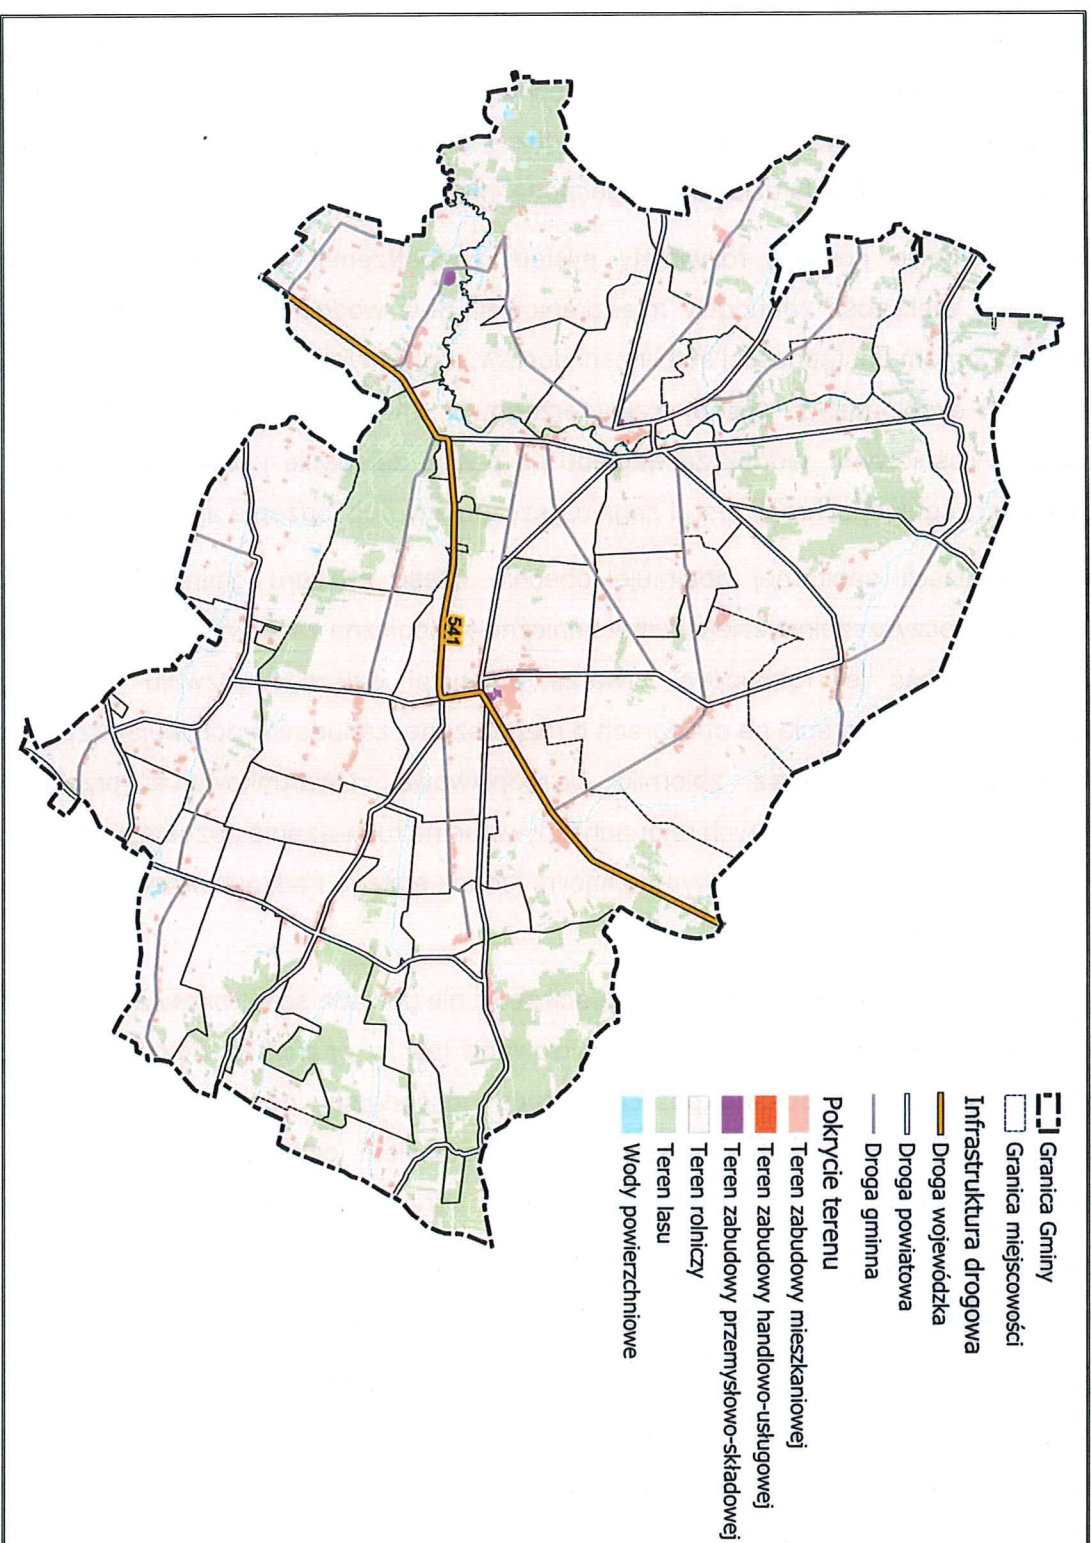 Granica Gminy
Granica miejscowości
Infrastruktura drogowa
Droga wojewódzka
Droga powiatowa
Droga gminna
Pokrycie terenu
Teren zabudowy mieszkaniowej
Teren zabudowy handlowo-usługowej
Teren zabudowy przemysłowo-składowej
Teren rolniczy
Teren lasu
Wody powierzchniowe
541